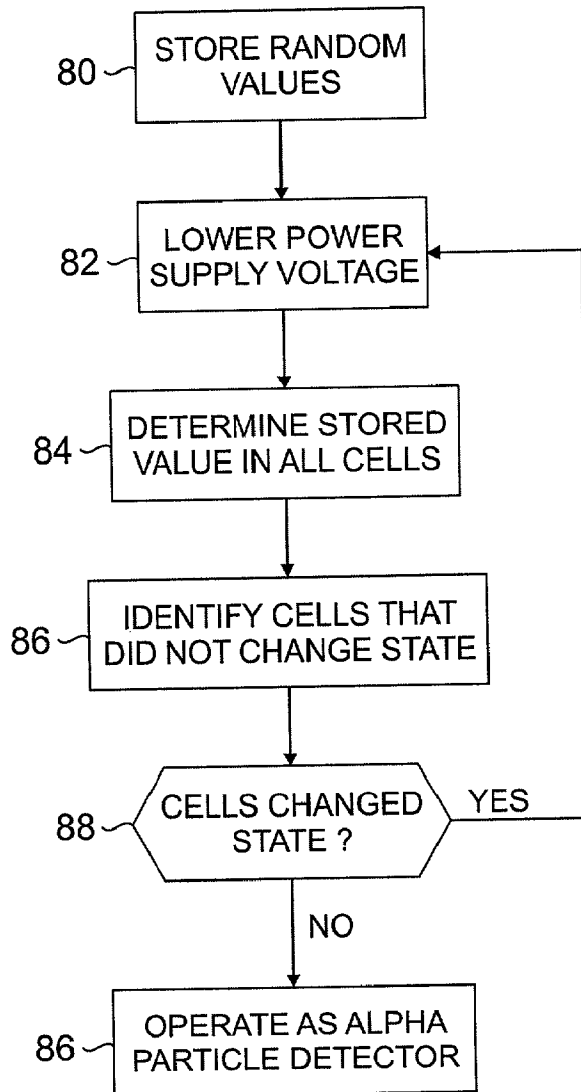 80
STORE RANDOM
VALUES
82
LOWER POWER
SUPPLY VOLTAGE
84
DETERMINE STORED
VALUE IN ALL CELLS
86
IDENTIFY CELLS THAT
DID NOT CHANGE STATE
88
CELLS CHANGED
STATE ?
YES
NO
86
OPERATE AS ALPHA
PARTICLE DETECTOR